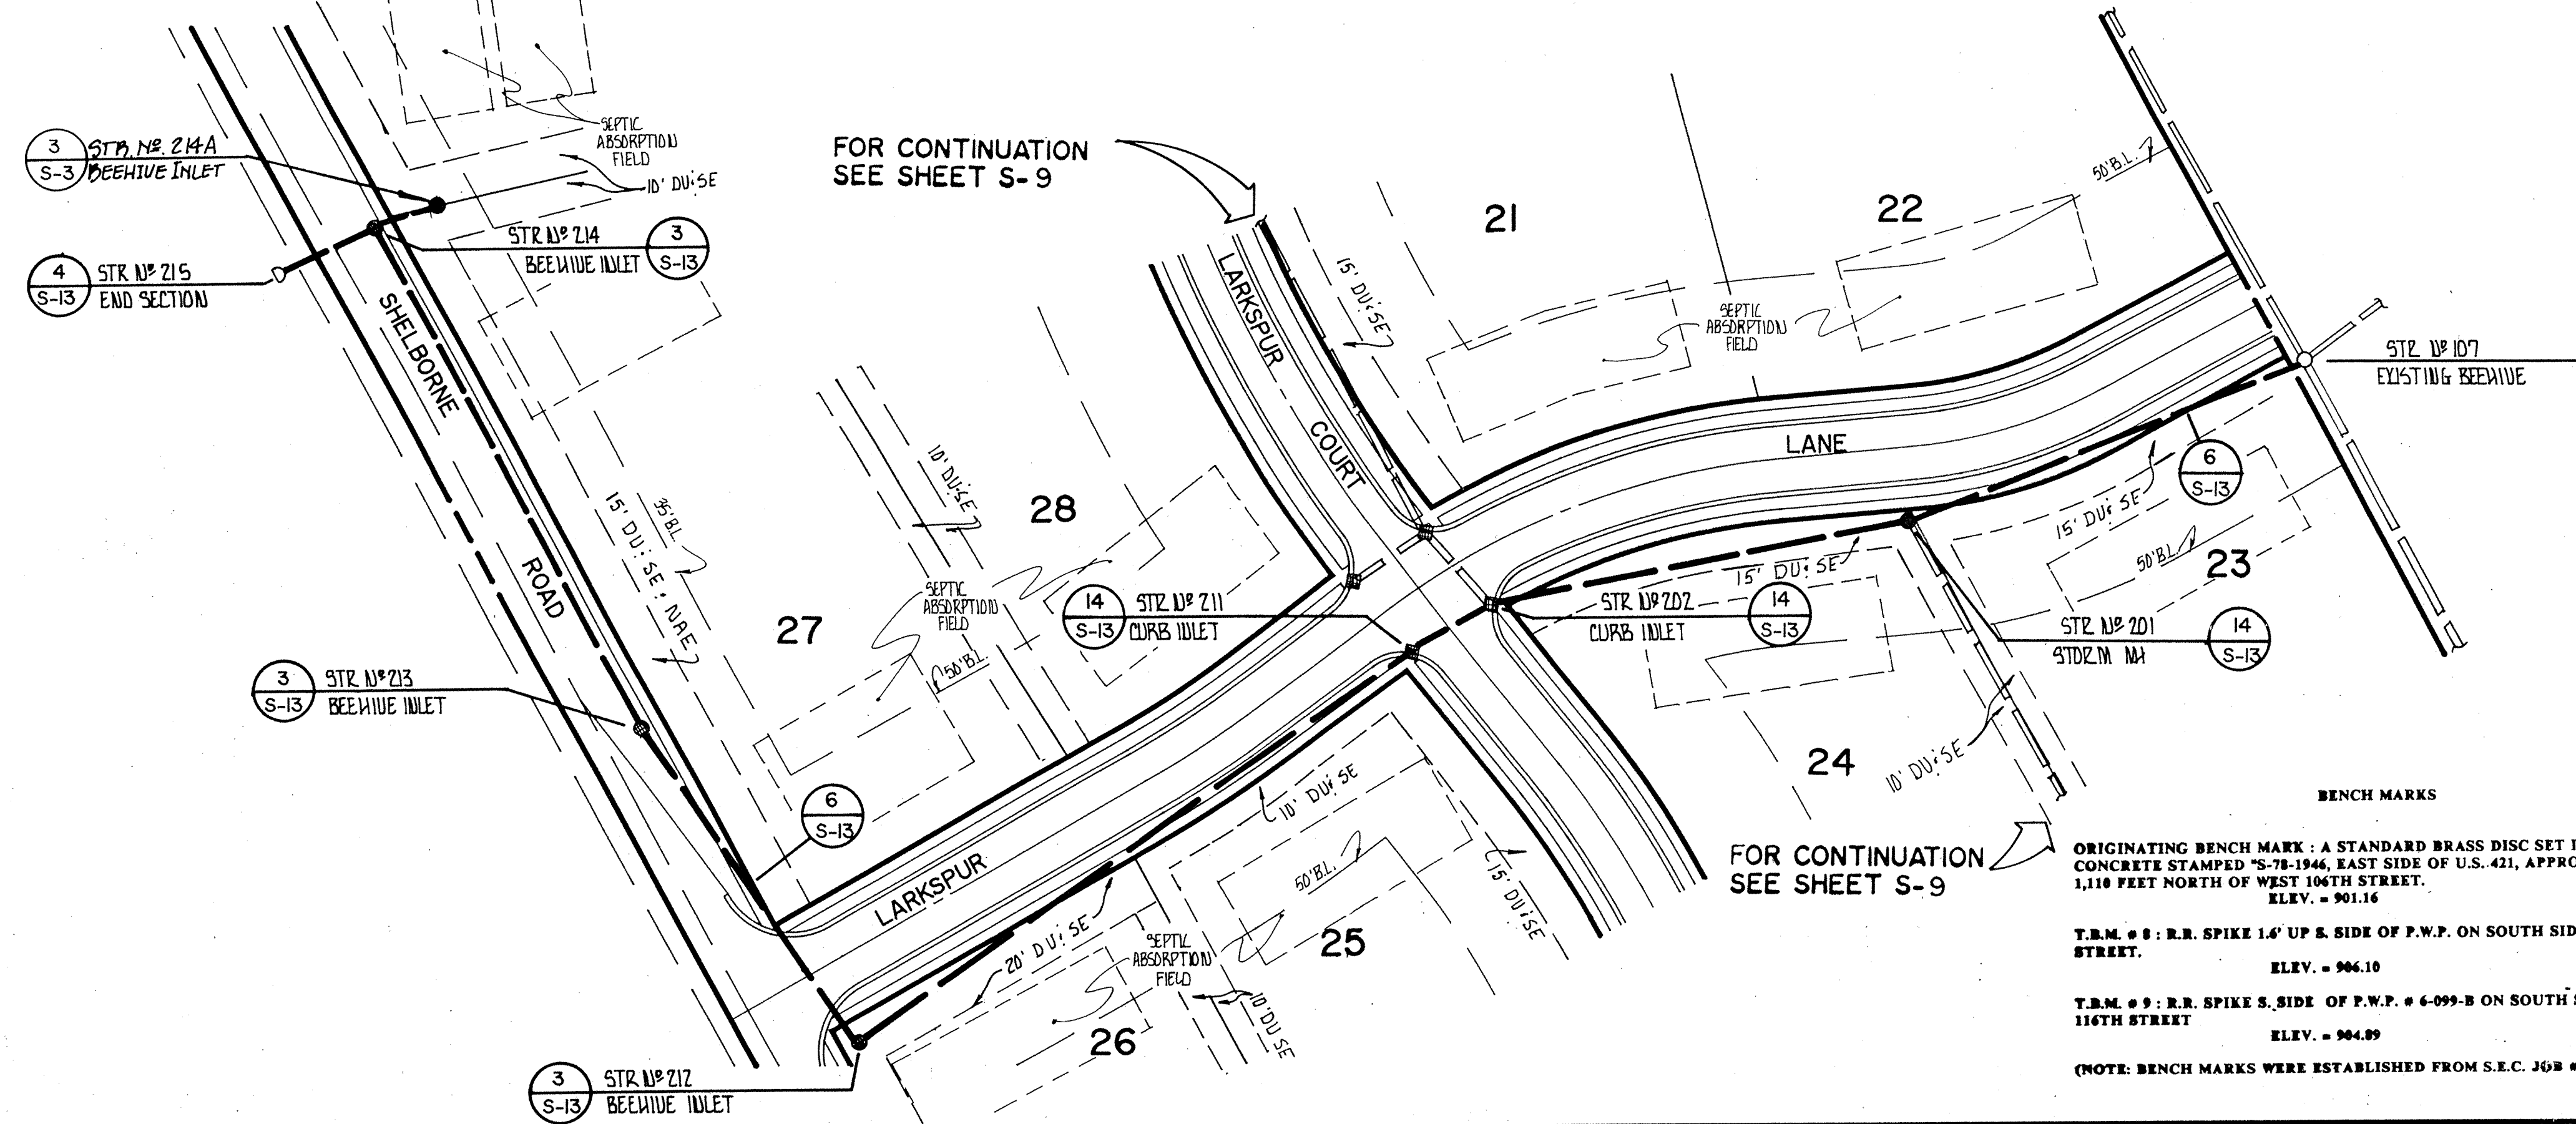 3
S-3
STR. Nº. 214A
BEEHIVE INLET
SEPTIC
ABSORPTION
FIELD
10' DU&SE
4
S-13
STR Nº 215
END SECTION
STR Nº 214
BEEHIVE INLET
3
S-13
FOR CONTINUATION
SEE SHEET S-9
SHELBORNE
ROAD
LARKSPUR
COURT
15' DU&SE
21
22
50' B.L.
SEPTIC
ABSORPTION
FIELD
STR Nº 107
EXISTING BEEHIVE
LANE
6
S-13
15' DU&SE
50' B.L.
23
15' DU&SE
35' B.L.
15' DU&SE & NAE
10' DU&SE
28
27
SEPTIC
ABSORPTION
FIELD
50' B.L.
14
S-13
STR Nº 211
CURB INLET
STR Nº 202
CURB INLET
14
S-13
STR Nº 201
STORM MH
14
S-13
3
S-13
STR Nº 213
BEEHIVE INLET
6
S-13
24
10' DU&SE
10' DU&SE
LARKSPUR
50' B.L.
15' DU&SE
25
20' DU&SE
SEPTIC
ABSORPTION
FIELD
10' DU&SE
26
3
S-13
STR Nº 212
BEEHIVE INLET
FOR CONTINUATION
SEE SHEET S-9
BENCH MARKS
ORIGINATING BENCH MARK : A STANDARD BRASS DISC SET
CONCRETE STAMPED "S-78-1946, EAST SIDE OF U.S. 421,
1,110 FEET NORTH OF WEST 106TH STREET.
ELEV. = 901.16
T.B.M. # 8 : R.R. SPIKE 1.6' UP S. SIDE OF P.W.P. ON SOUTH
STREET.
ELEV. = 906.10
T.B.M. # 9 : R.R. SPIKE S. SIDE OF P.W.P. # 6-099-B ON SOUTH
116TH STREET
ELEV. = 904.89
(NOTE: BENCH MARKS WERE ESTABLISHED FROM S.E.C. JOB #